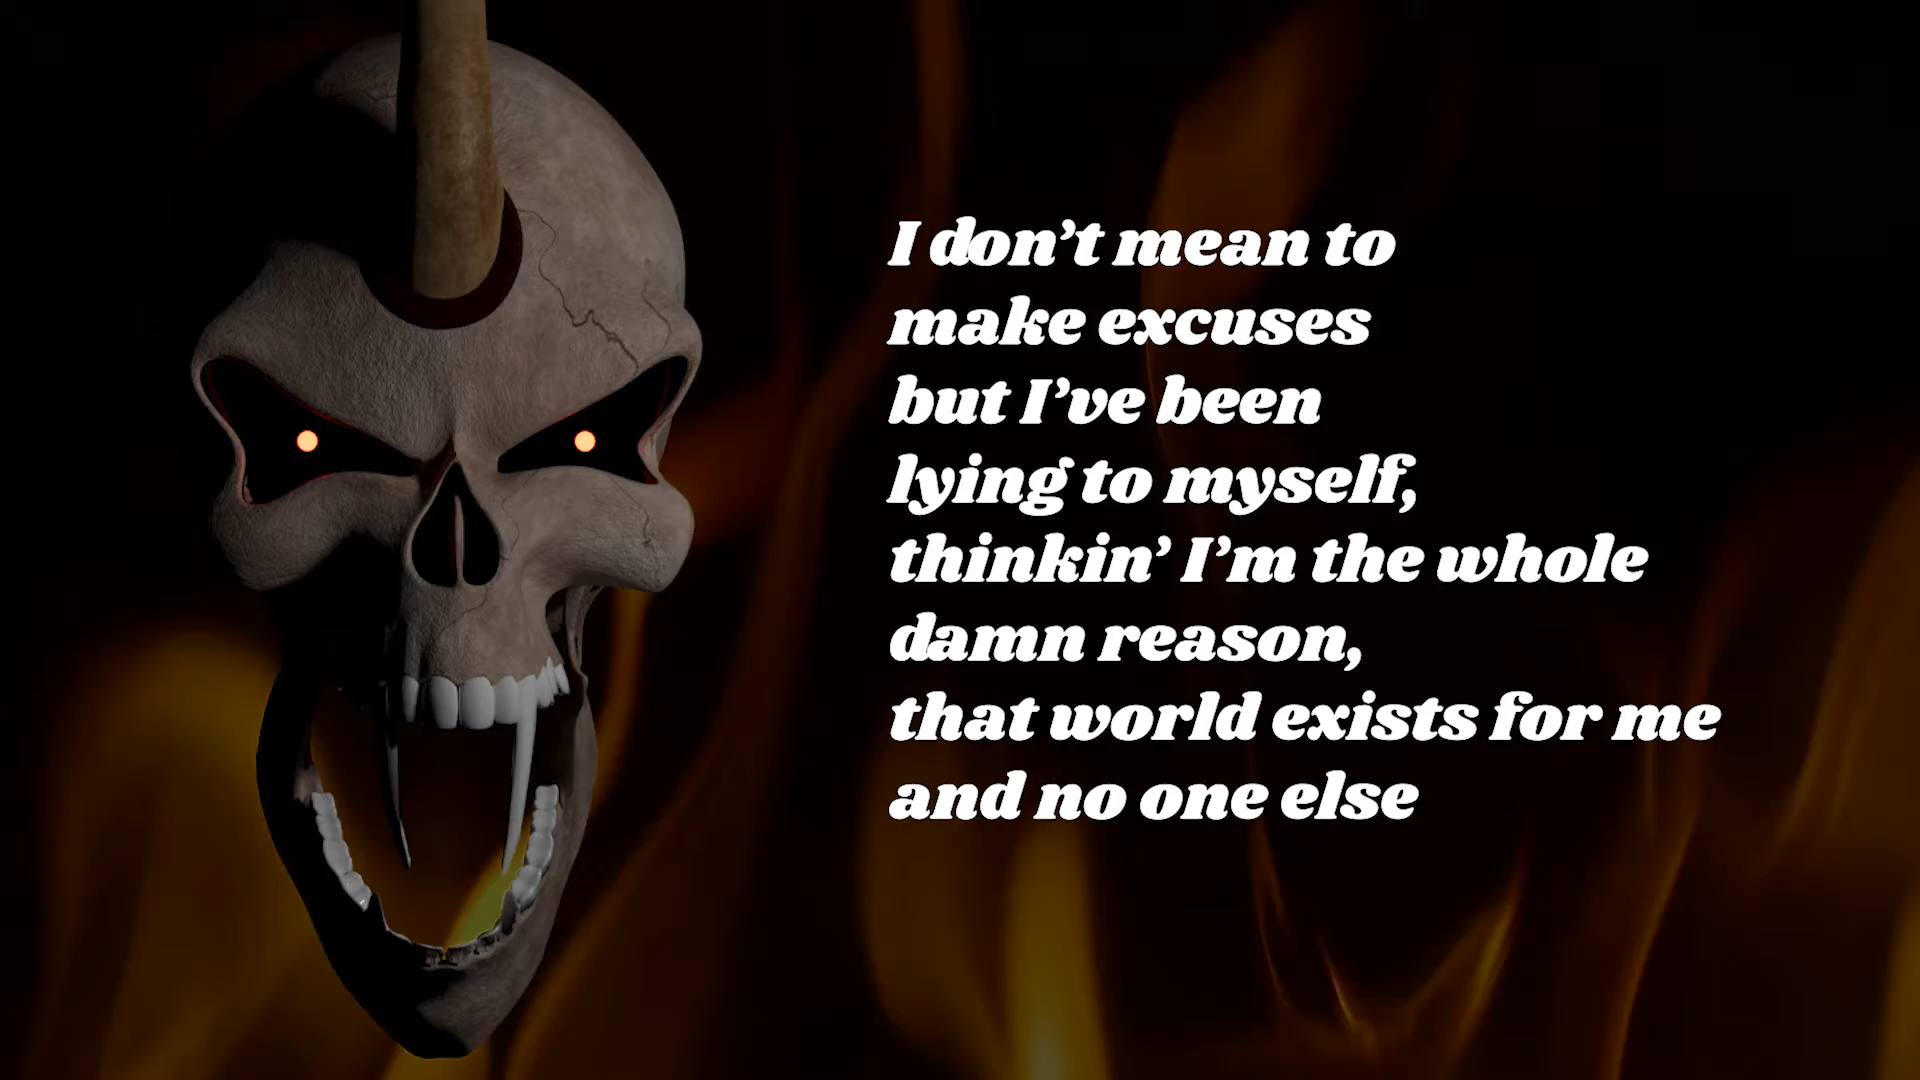 I don’t mean to
make excuses
but I’ve been
lying to myself,
thinkin’ I’m the whole
damn reason,
that world exists for me
and no one else